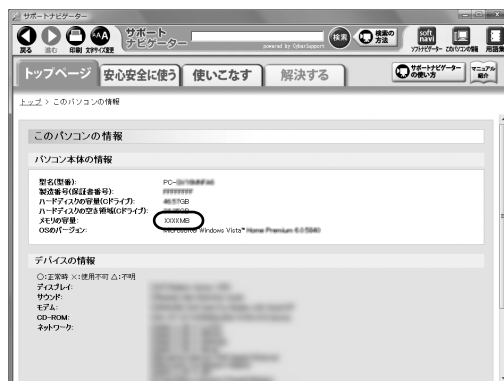 サポートナビゲーター
戻る 進む 印刷 文字サイズ変更 サポートナビゲーター powered by CyberSupport 検索 検索の方法 soft navi ソフトナビゲーター このパソコンの情報 用語集
トップページ 安心安全に使う 使いこなす 解決する サポートナビゲーターの使い方 マニュアル紹介
トップ > このパソコンの情報
このパソコンの情報
パソコン本体の情報
型名(型番): PC-
製造番号(保証書番号):
ハードディスクの容量(Cドライブ): 46.57GB
ハードディスクの空き領域(Cドライブ):
メモリの容量: XXXXMB
OSのバージョン: Microsoft® Windows Vista™ Home Premium 6.0.5840
デバイスの情報
○:正常時 ×:使用不可 △:不明
ディスプレイ:
サウンド:
モデム:
CD-ROM:
ネットワーク: